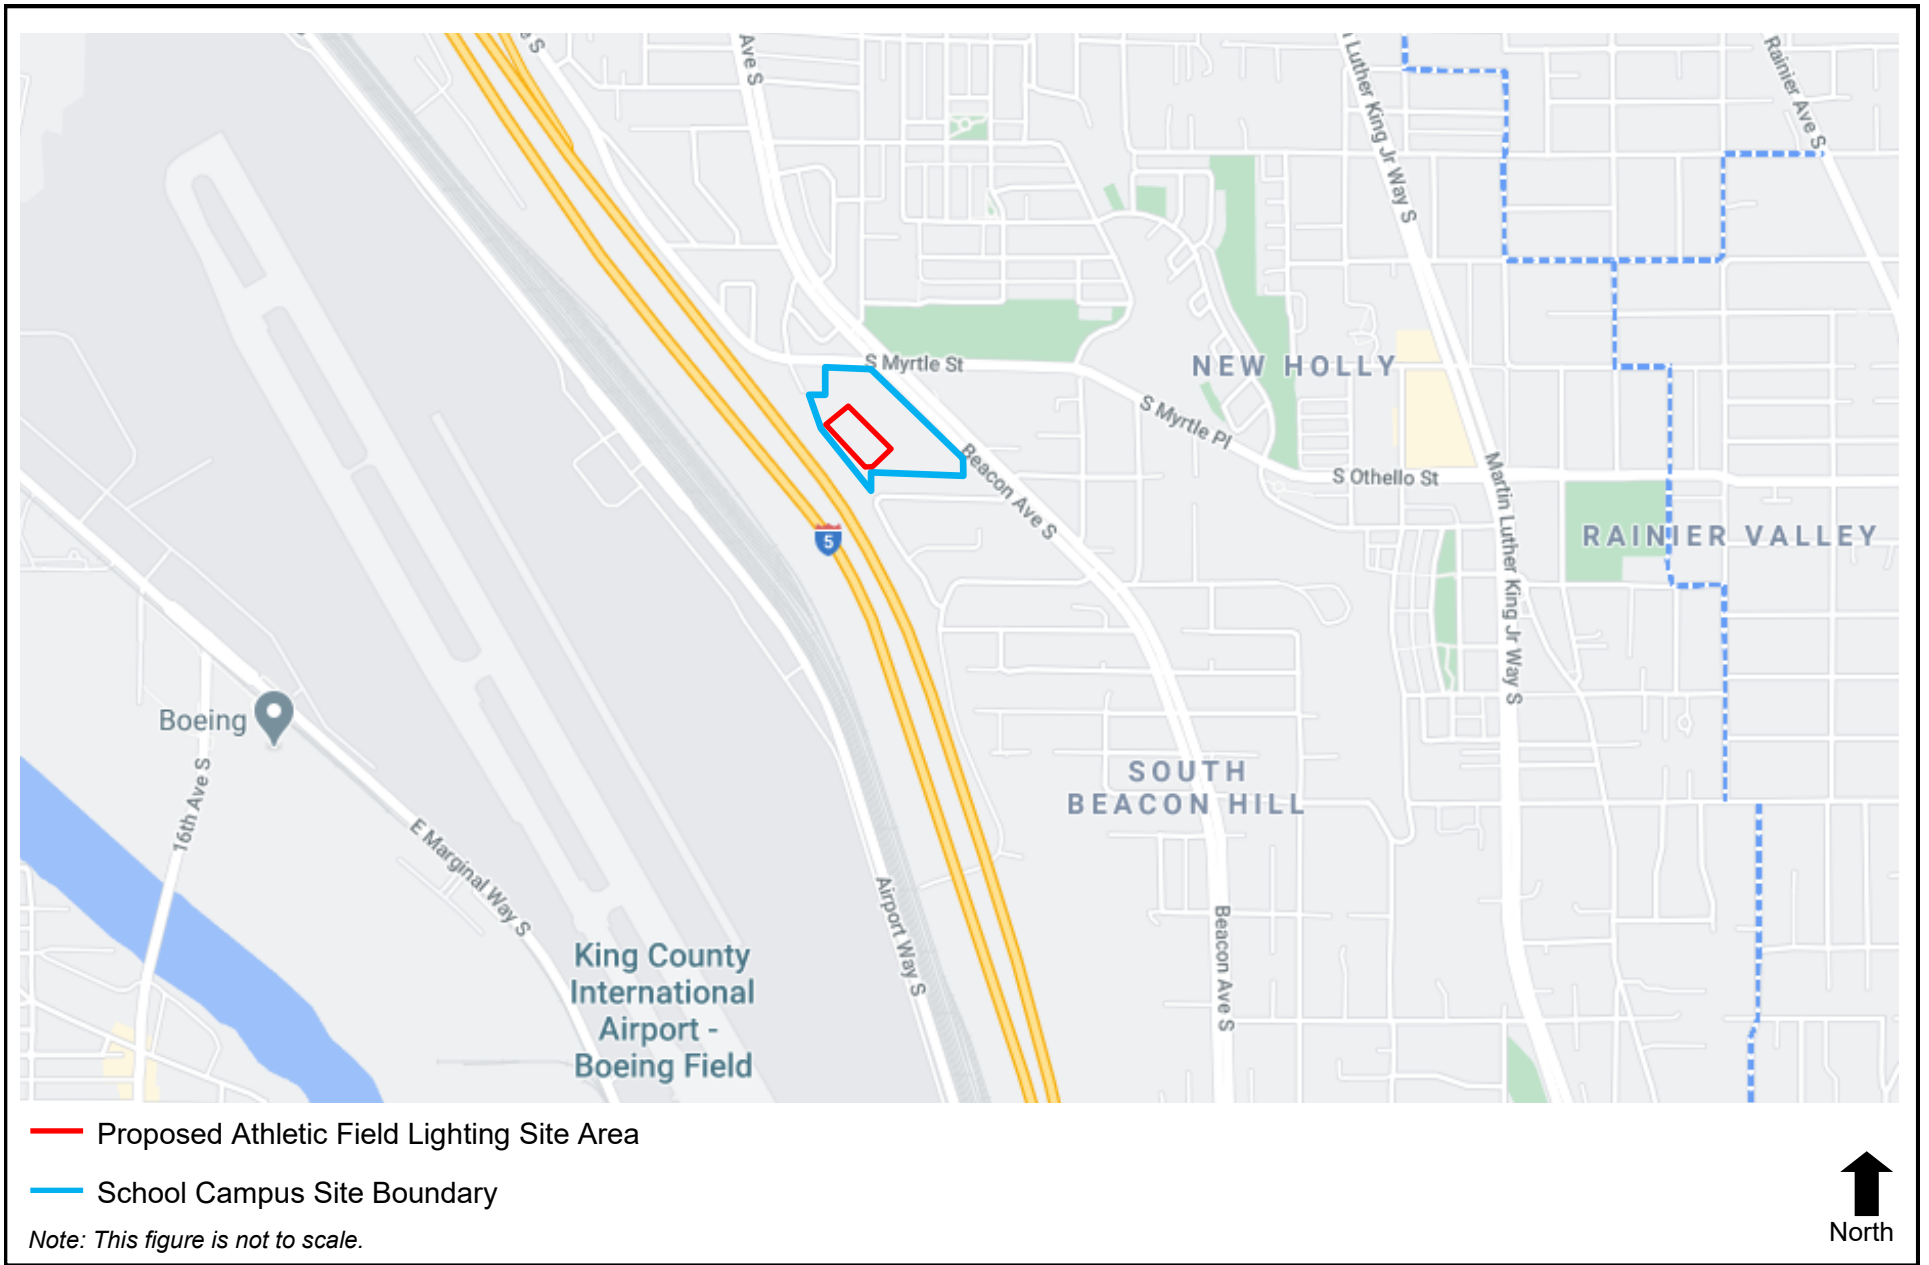 e S
Ave S
n Luther King Jr Way S
Rainier Ave S
S Myrtle St
NEW HOLLY
S Myrtle Pl
Beacon Ave S
S Othello St
Martin Luther King Jr Way S
RAINIER VALLEY
5
Boeing
16th Ave S
E Marginal Way S
SOUTH
BEACON HILL
Airport Way S
Beacon Ave S
King County
International
Airport -
Boeing Field
Proposed Athletic Field Lighting Site Area
School Campus Site Boundary
Note: This figure is not to scale.
North